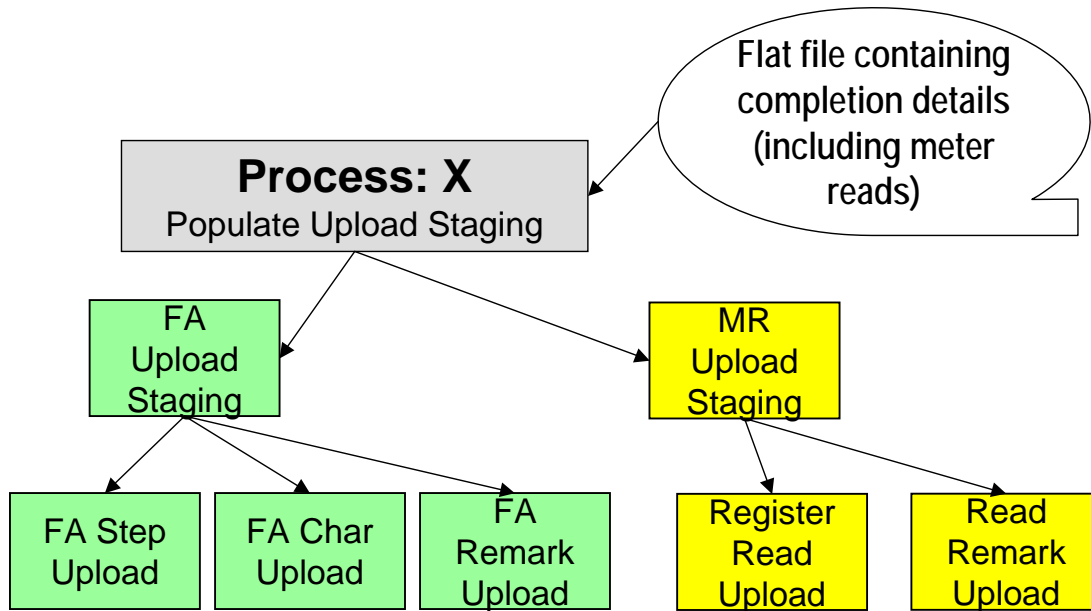 Flat file containing
completion details
(including meter
reads)
Process: X
Populate Upload Staging
FA
Upload
Staging
MR
Upload
Staging
FA Step
Upload
FA Char
Upload
FA
Remark
Upload
Register
Read
Upload
Read
Remark
Upload